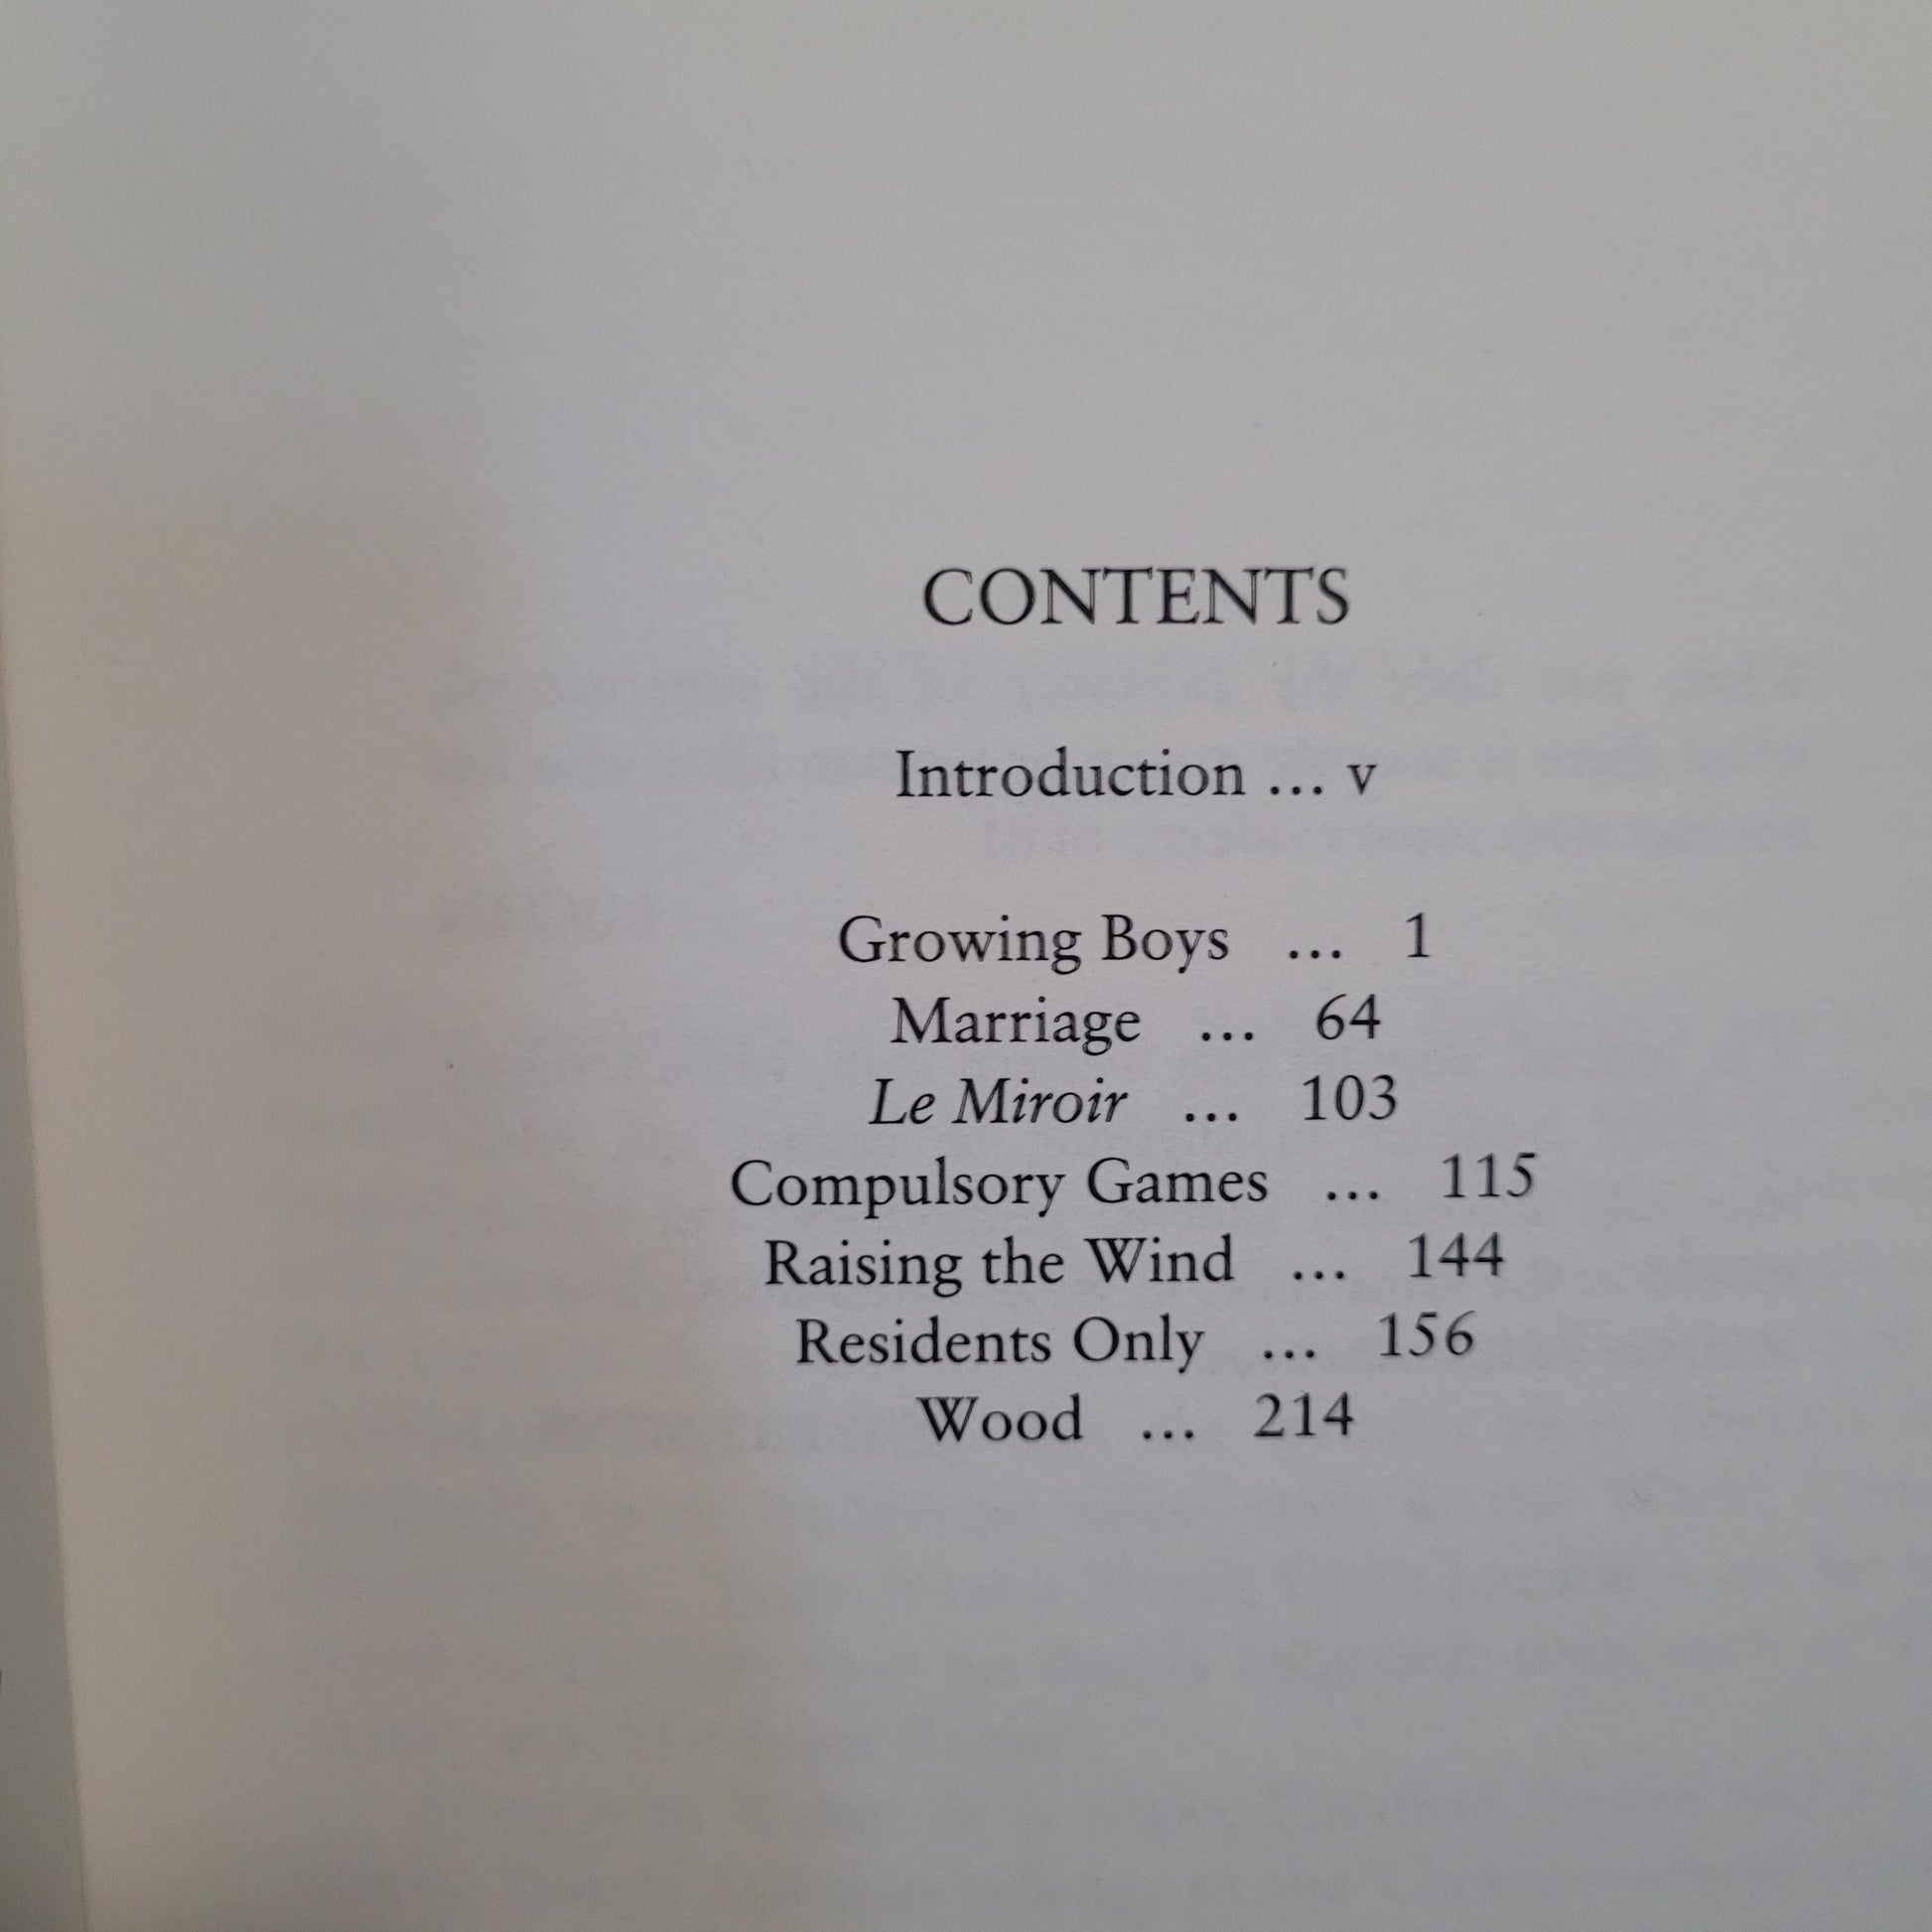 CONTENTS
Introduction ... v
Growing Boys ... 1
Marriage ... 64
Le Miroir ... 103
Compulsory Games ... 115
Raising the Wind ... 144
Residents Only ... 156
Wood ... 214